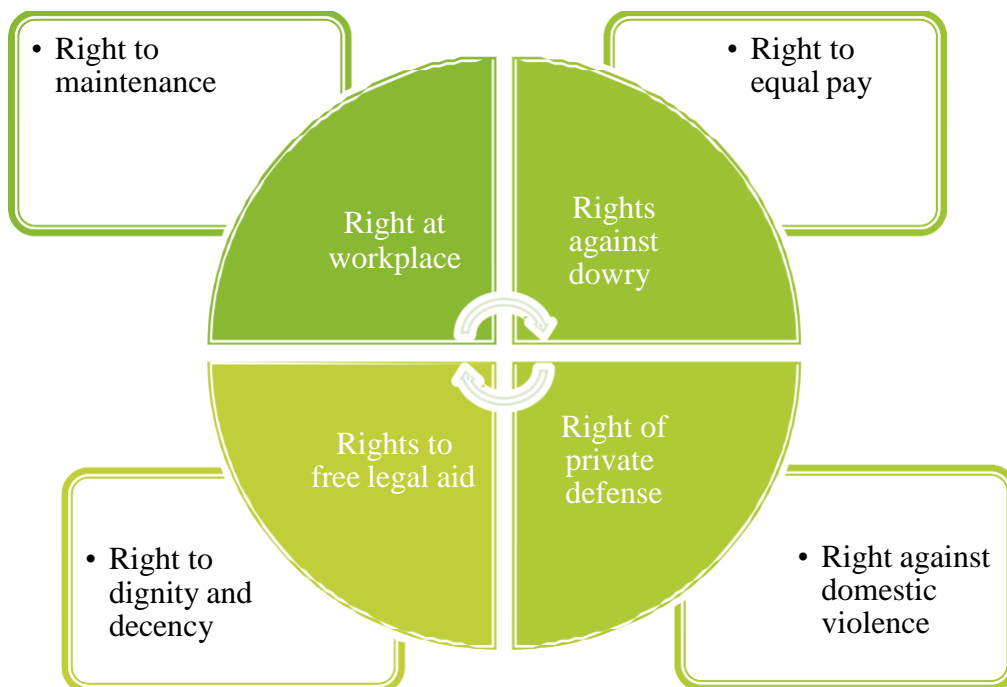 • Right to
maintenance
• Right to
equal pay
Right at
workplace
Rights
against
dowry
Rights to
free legal aid
Right of
private
defense
• Right to
dignity and
decency
• Right against
domestic
violence